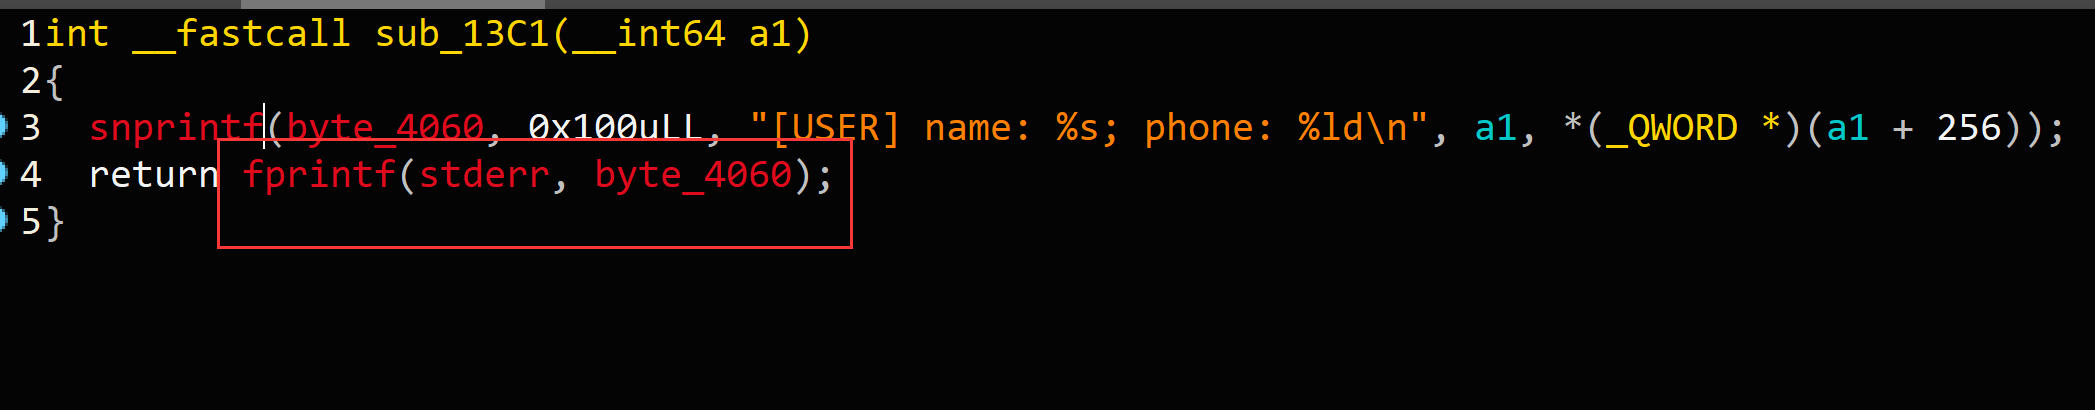 1int __fastcall sub_13C1(__int64 a1)
2{
3  snprintf(byte_4060, 0x100uLL, "[USER] name: %s; phone: %ld\n", a1, *(_QWORD *)(a1 + 256));
4  return fprintf(stderr, byte_4060);
5}